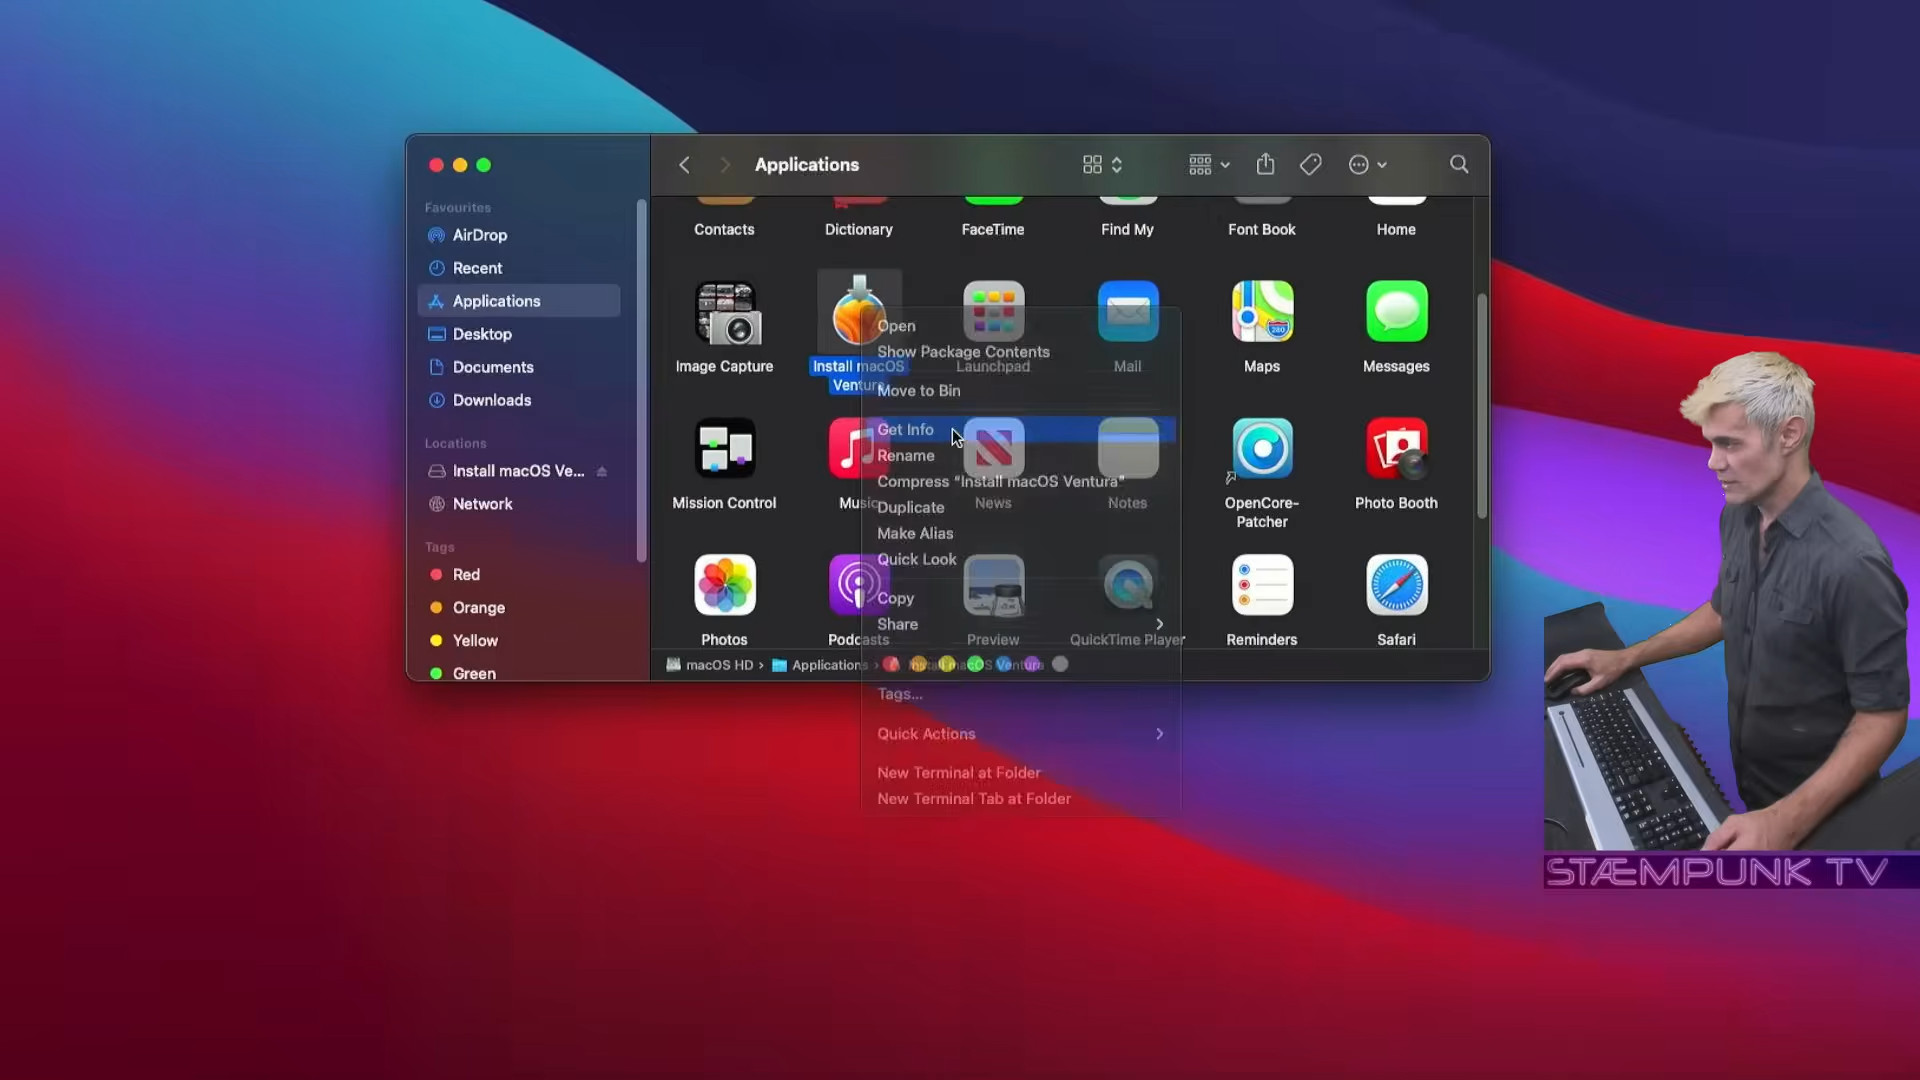 Applications
Favourites
AirDrop
Recent
Applications
Desktop
Documents
Downloads
Locations
Install macOS Ve...
Network
Tags
Red
Orange
Yellow
Green
Contacts
Dictionary
FaceTime
Find My
Font Book
Home
Image Capture
Install macOS
Ventura
Launchpad
Mail
Maps
Messages
Mission Control
Music
News
Notes
OpenCore-
Patcher
Photo Booth
Photos
Podcasts
Preview
QuickTime Player
Reminders
Safari
macOS HD › Applications › Install macOS Ventura
Open
Show Package Contents
Move to Bin
Get Info
Rename
Compress “Install macOS Ventura”
Duplicate
Make Alias
Quick Look
Copy
Share
Tags...
Quick Actions
New Terminal at Folder
New Terminal Tab at Folder
280
STÆMPUNK TV